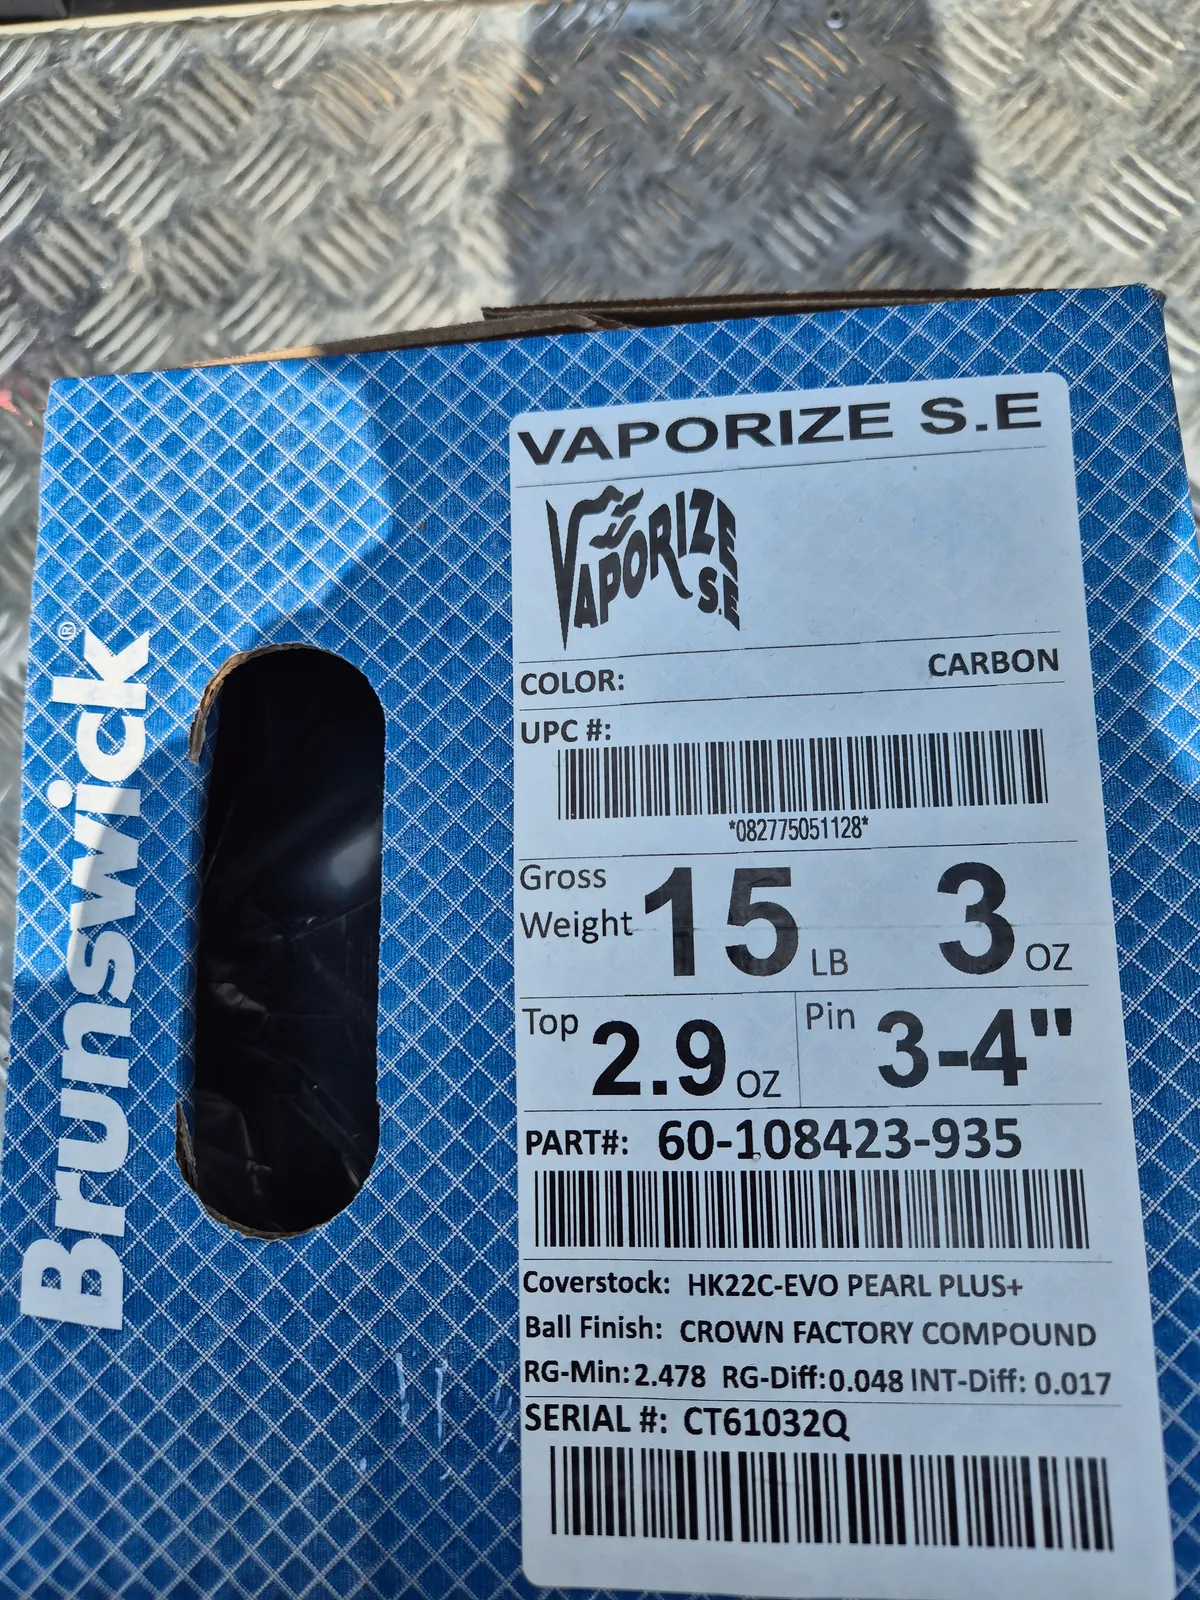 Brunswick®
VAPORIZE S.E
VAPORIZE
S.E
COLOR: CARBON
UPC #:
*082775051128*
Gross Weight 15 LB 3 OZ
Top 2.9 OZ Pin 3-4"
PART#: 60-108423-935
Coverstock: HK22C-EVO PEARL PLUS+
Ball Finish: CROWN FACTORY COMPOUND
RG-Min: 2.478 RG-Diff: 0.048 INT-Diff: 0.017
SERIAL #: CT61032Q